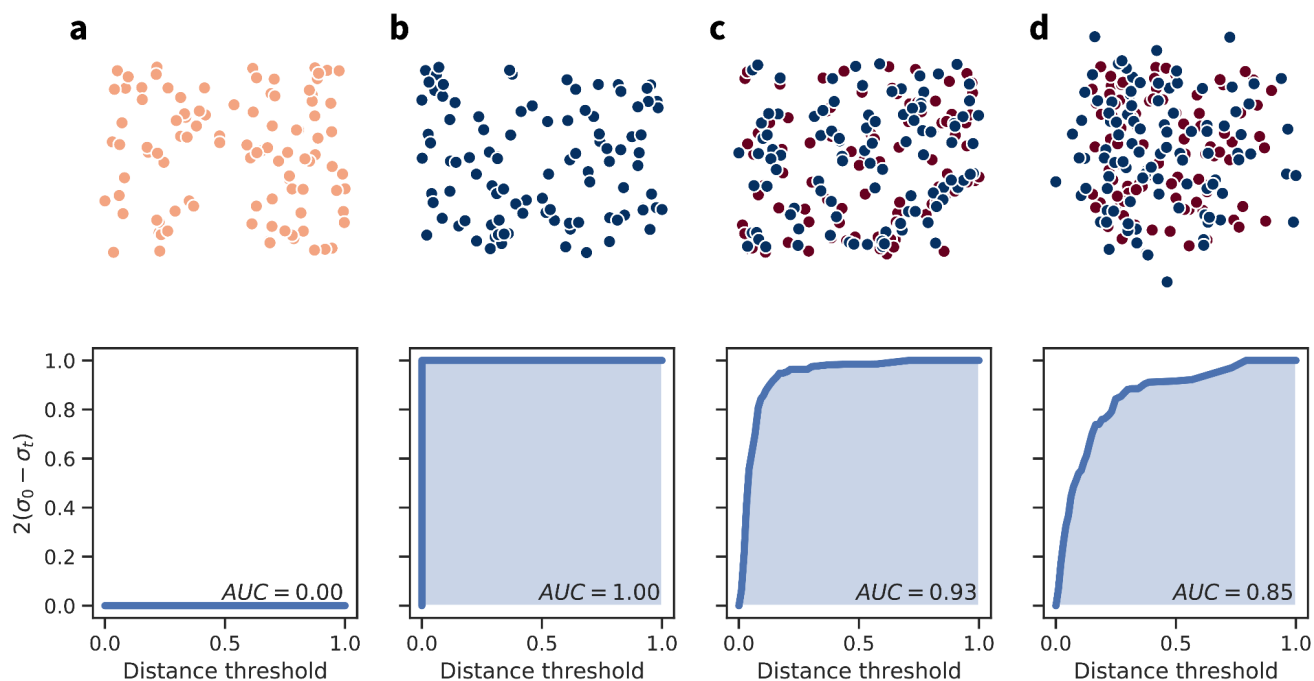 a b c d
1.0
0.8
0.6
0.4
0.2
0.0
2(σ₀ − σₜ)
AUC = 0.00 AUC = 1.00 AUC = 0.93 AUC = 0.85
0.0 0.5 1.0 0.0 0.5 1.0 0.0 0.5 1.0 0.0 0.5 1.0
Distance threshold Distance threshold Distance threshold Distance threshold